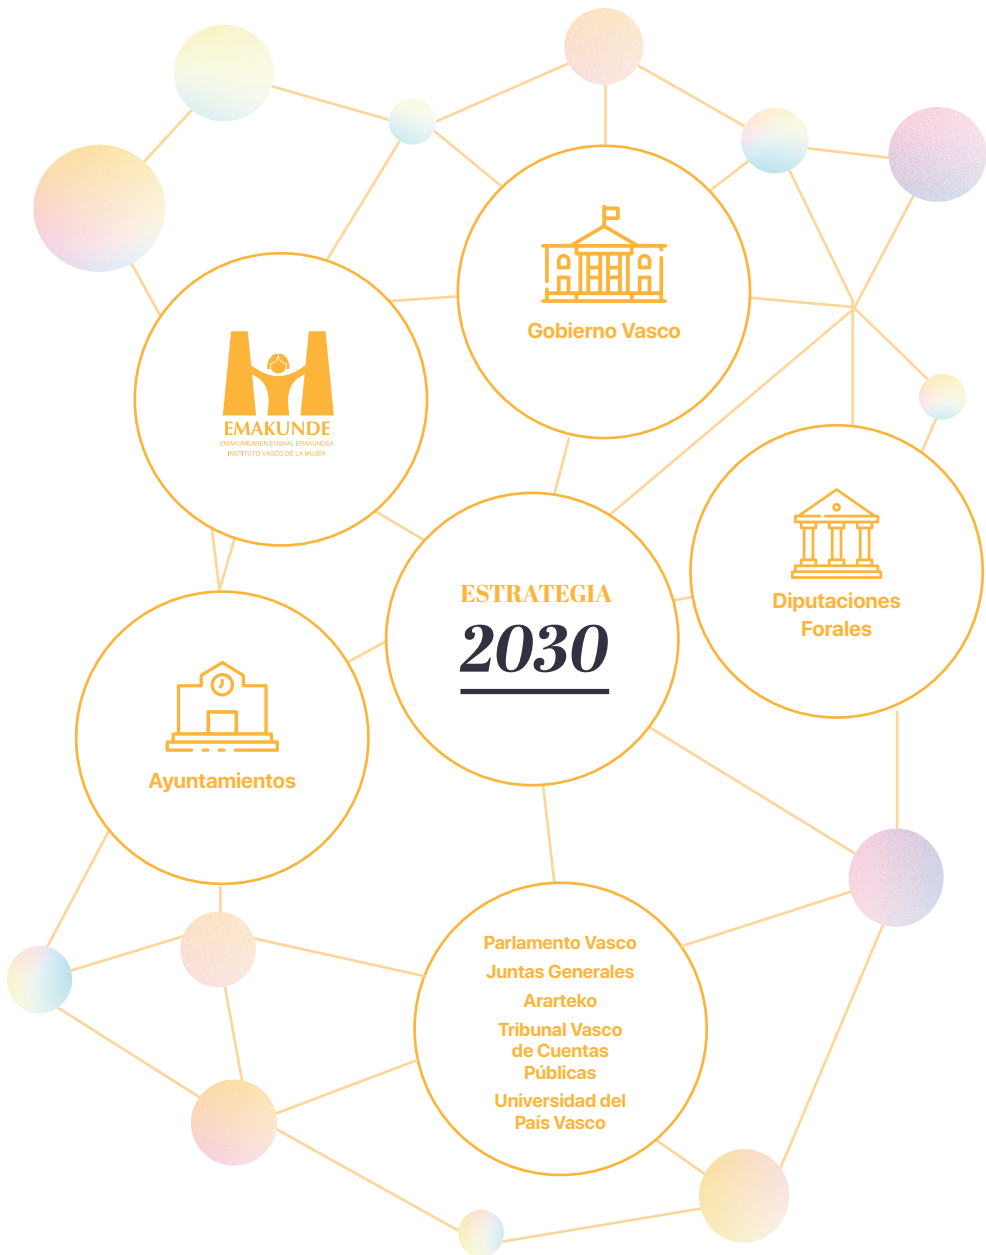 Gobierno Vasco
EMAKUNDE
EMAKUMEAREN EUSKAL ERAKUNDEA
INSTITUTO VASCO DE LA MUJER
ESTRATEGIA
2030
Diputaciones
Forales
Ayuntamientos
Parlamento Vasco
Juntas Generales
Ararteko
Tribunal Vasco
de Cuentas
Públicas
Universidad del
País Vasco